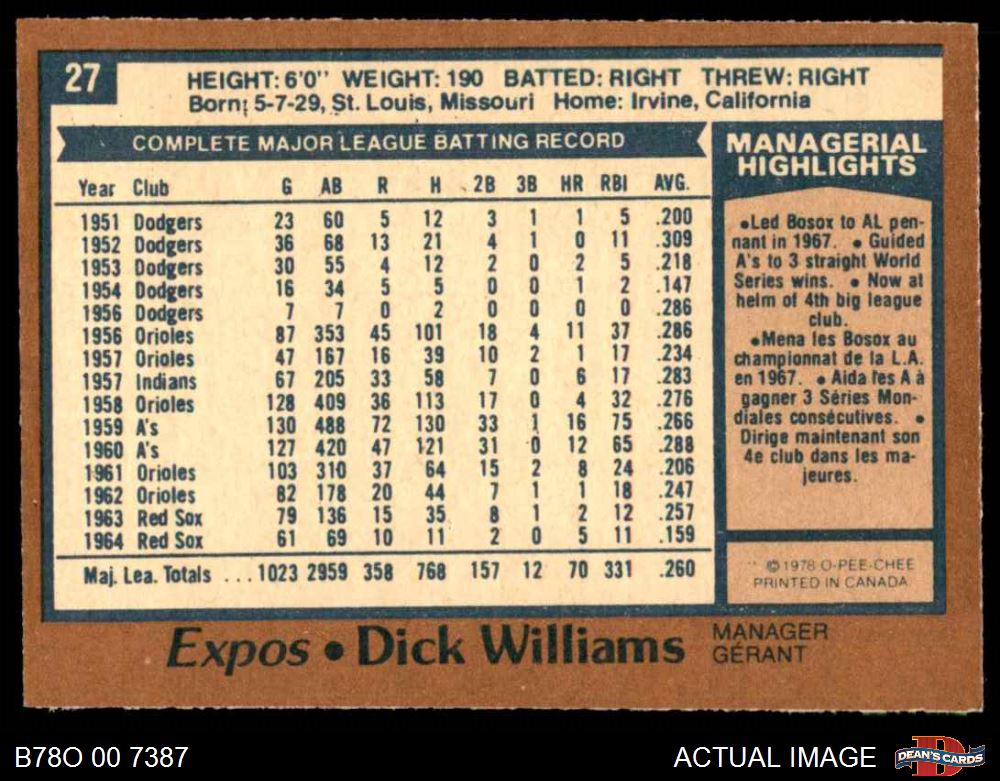 27
HEIGHT: 6'0" WEIGHT: 190 BATTED: RIGHT THREW: RIGHT
Born: 5-7-29, St. Louis, Missouri Home: Irvine, California
COMPLETE MAJOR LEAGUE BATTING RECORD
Year Club G AB R H 2B 3B HR RBI AVG.
1951 Dodgers 23 60 5 12 3 1 1 5 .200
1952 Dodgers 36 68 13 21 4 1 0 11 .309
1953 Dodgers 30 55 4 12 2 0 2 5 .218
1954 Dodgers 16 34 5 5 0 0 1 2 .147
1956 Dodgers 7 7 0 2 0 0 0 0 .286
1956 Orioles 87 353 45 101 18 4 11 37 .286
1957 Orioles 47 167 16 39 10 2 1 17 .234
1957 Indians 67 205 33 58 7 0 6 17 .283
1958 Orioles 128 409 36 113 17 0 4 32 .276
1959 A's 130 488 72 130 33 1 16 75 .266
1960 A's 127 420 47 121 31 0 12 65 .288
1961 Orioles 103 310 37 64 15 2 8 24 .206
1962 Orioles 82 178 20 44 7 1 1 18 .247
1963 Red Sox 79 136 15 35 8 1 2 12 .257
1964 Red Sox 61 69 10 11 2 0 5 11 .159
Maj. Lea. Totals ...1023 2959 358 768 157 12 70 331 .260
MANAGERIAL
HIGHLIGHTS
•Led Bosox to AL pen-
nant in 1967. • Guided
A's to 3 straight World
Series wins. • Now at
helm of 4th big league
club.
•Mena les Bosox au
championnat de la L.A.
en 1967. • Aida les A à
gagner 3 Séries Mon-
diales consécutives. •
Dirige maintenant son
4e club dans les ma-
jeures.
©1978 O-PEE-CHEE
PRINTED IN CANADA
Expos • Dick Williams
MANAGER
GÉRANT
B78O 00 7387
ACTUAL IMAGE
D
DEAN'S CARDS